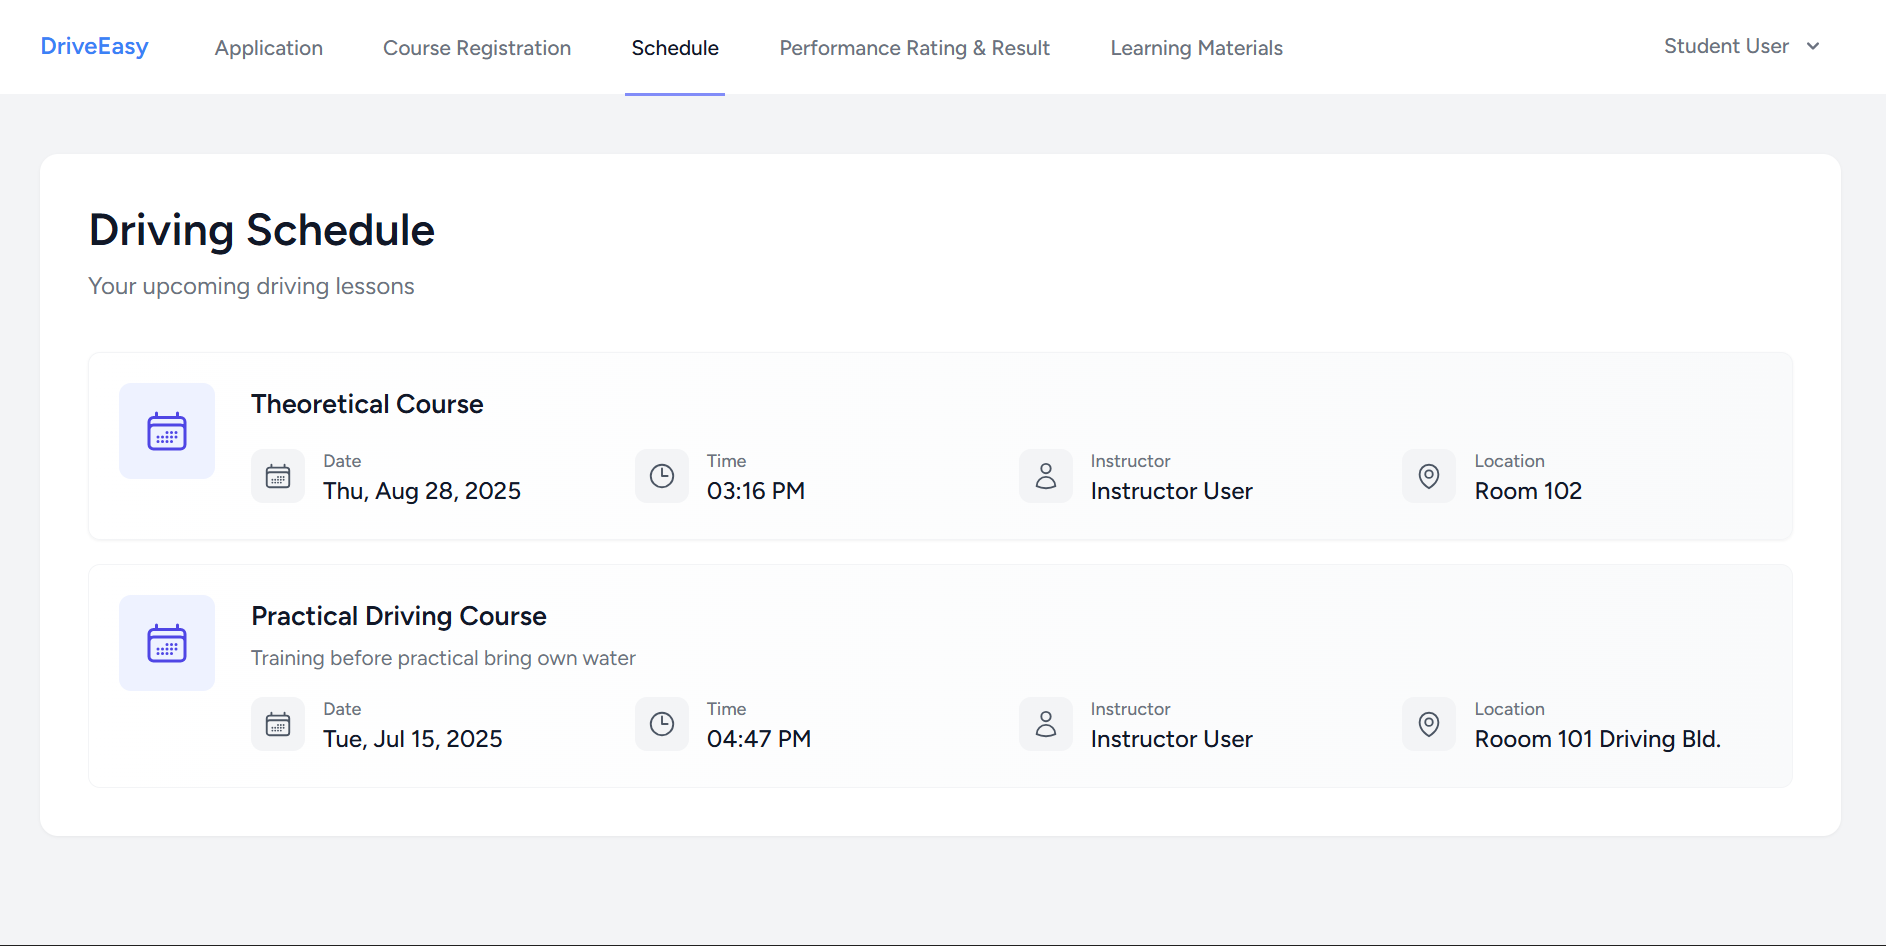 DriveEasy Application Course Registration Schedule Performance Rating & Result Learning Materials Student User
Driving Schedule
Your upcoming driving lessons
Theoretical Course
Date Time Instructor Location
Thu, Aug 28, 2025 03:16 PM Instructor User Room 102
Practical Driving Course
Training before practical bring own water
Date Time Instructor Location
Tue, Jul 15, 2025 04:47 PM Instructor User Rooom 101 Driving Bld.